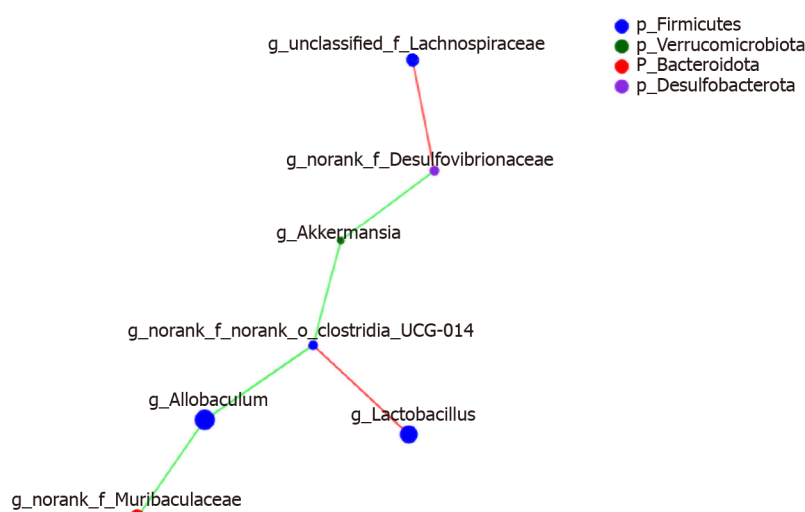 p_Firmicutes
g_unclassified_f_Lachnospiraceae
p_Verrucomicrobiota
P_Bacteroidota
p_Desulfobacterota
g_norank_f_Desulfovibrionaceae
g_Akkermansia
g_norank_f_norank_o_clostridia_UCG-014
g_Allobaculum
g_Lactobacillus
g_norank_f_Muribaculaceae